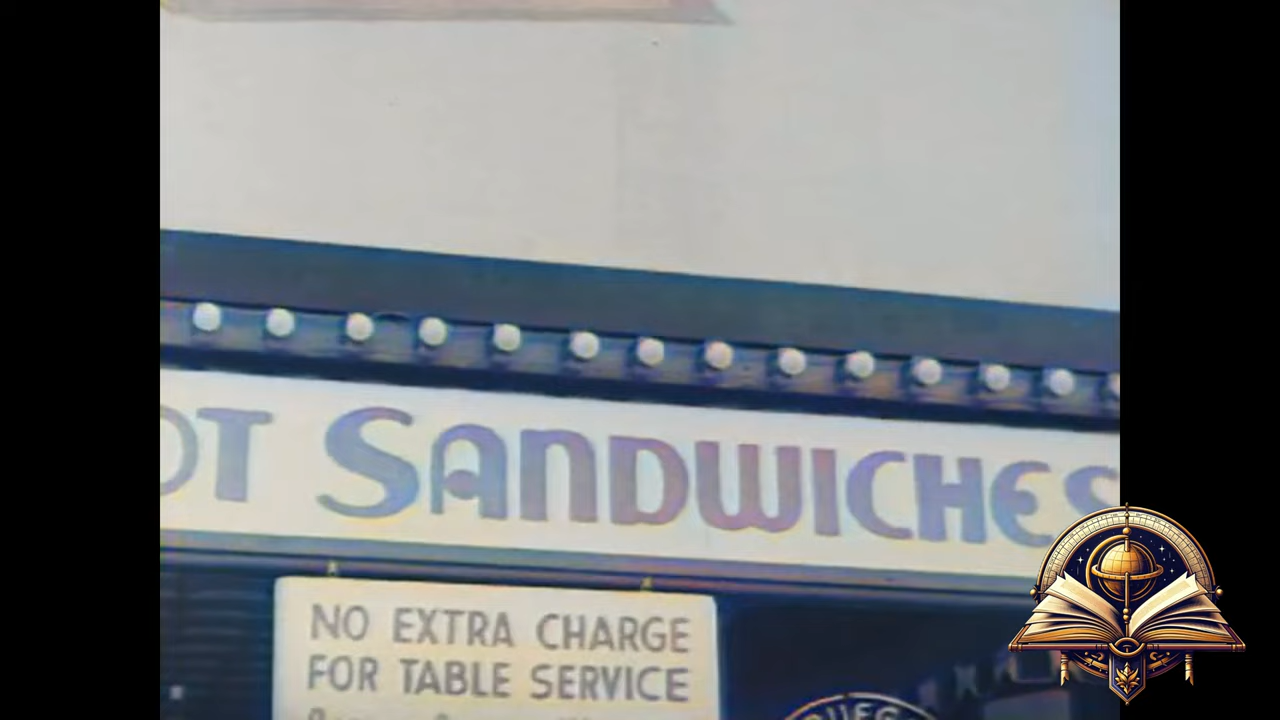 OT SANDWICHES
NO EXTRA CHARGE
FOR TABLE SERVICE